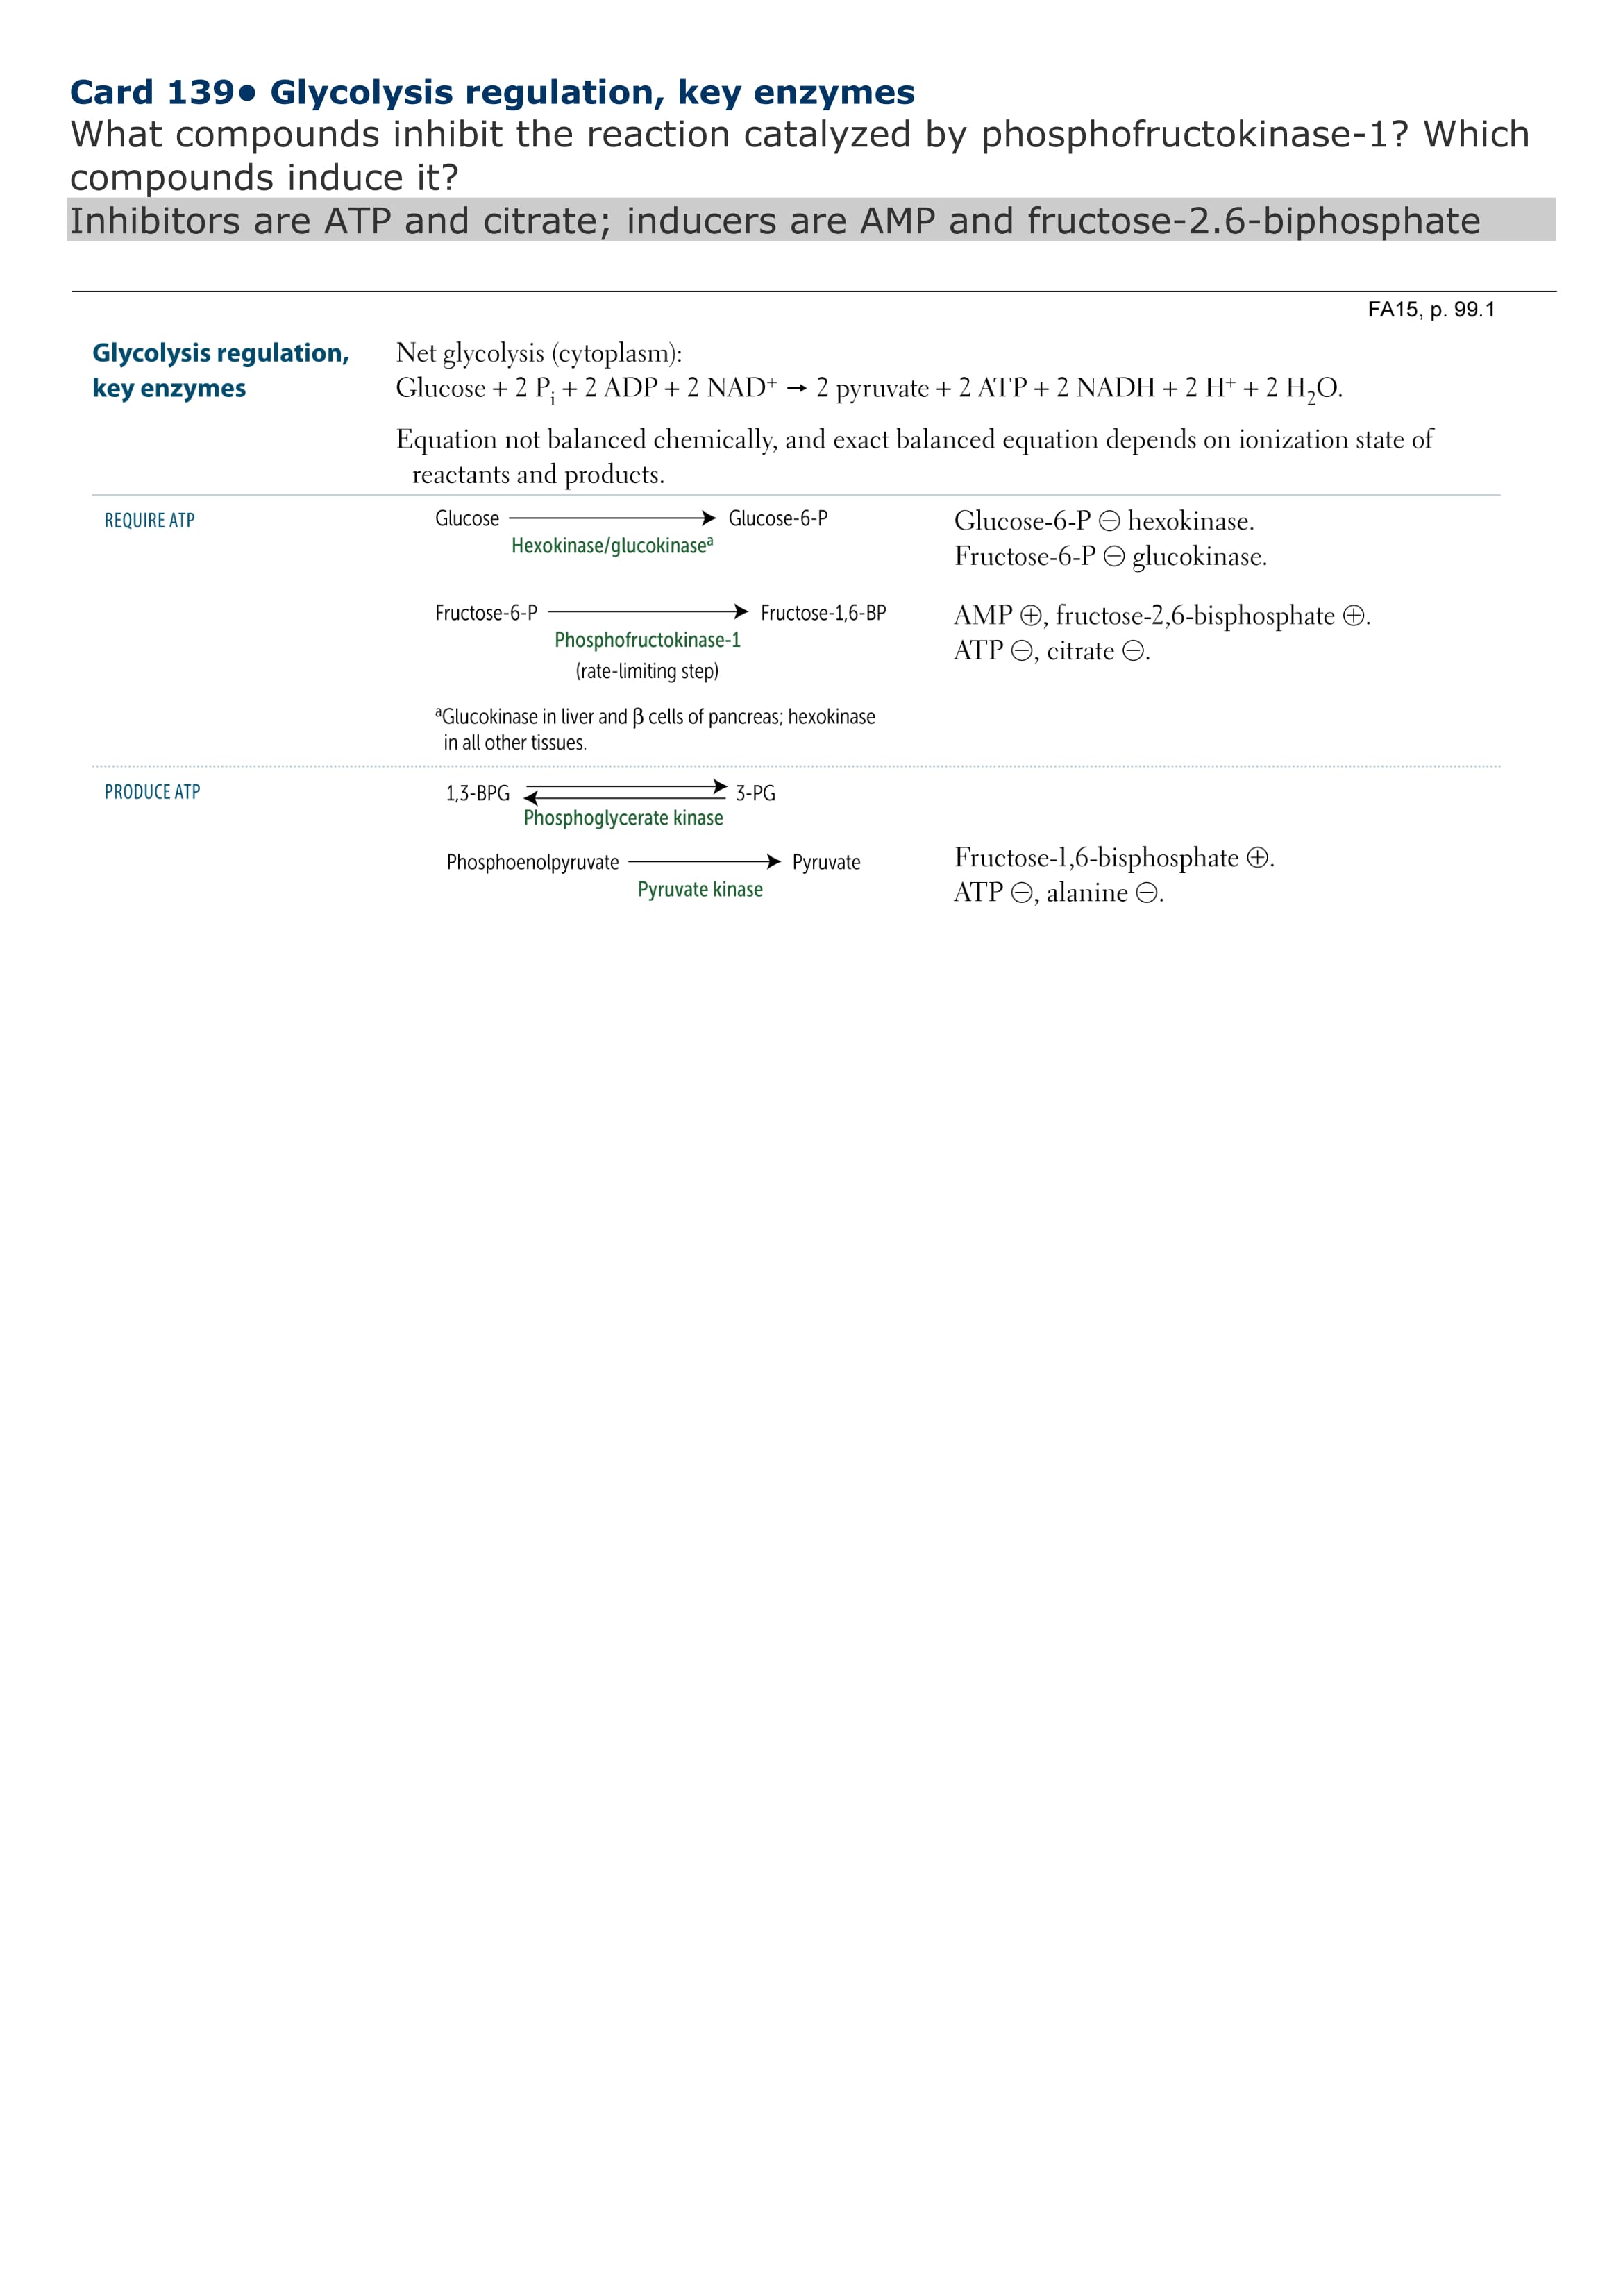 Card 139• Glycolysis regulation, key enzymes
What compounds inhibit the reaction catalyzed by phosphofructokinase-1? Which
compounds induce it?
Inhibitors are ATP and citrate; inducers are AMP and fructose-2.6-biphosphate
FA15, p. 99.1
Glycolysis regulation,
key enzymes
Net glycolysis (cytoplasm):
Glucose + 2 Pi + 2 ADP + 2 NAD⁺ → 2 pyruvate + 2 ATP + 2 NADH + 2 H⁺ + 2 H₂O.
Equation not balanced chemically, and exact balanced equation depends on ionization state of
reactants and products.
REQUIRE ATP
Glucose → Glucose-6-P
Hexokinase/glucokinaseᵃ
Glucose-6-P ⊖ hexokinase.
Fructose-6-P ⊖ glucokinase.
Fructose-6-P → Fructose-1,6-BP
Phosphofructokinase-1
(rate-limiting step)
AMP ⊕, fructose-2,6-bisphosphate ⊕.
ATP ⊖, citrate ⊖.
ᵃGlucokinase in liver and β cells of pancreas; hexokinase
in all other tissues.
PRODUCE ATP
1,3-BPG ⇄ 3-PG
Phosphoglycerate kinase
Phosphoenolpyruvate → Pyruvate
Pyruvate kinase
Fructose-1,6-bisphosphate ⊕.
ATP ⊖, alanine ⊖.